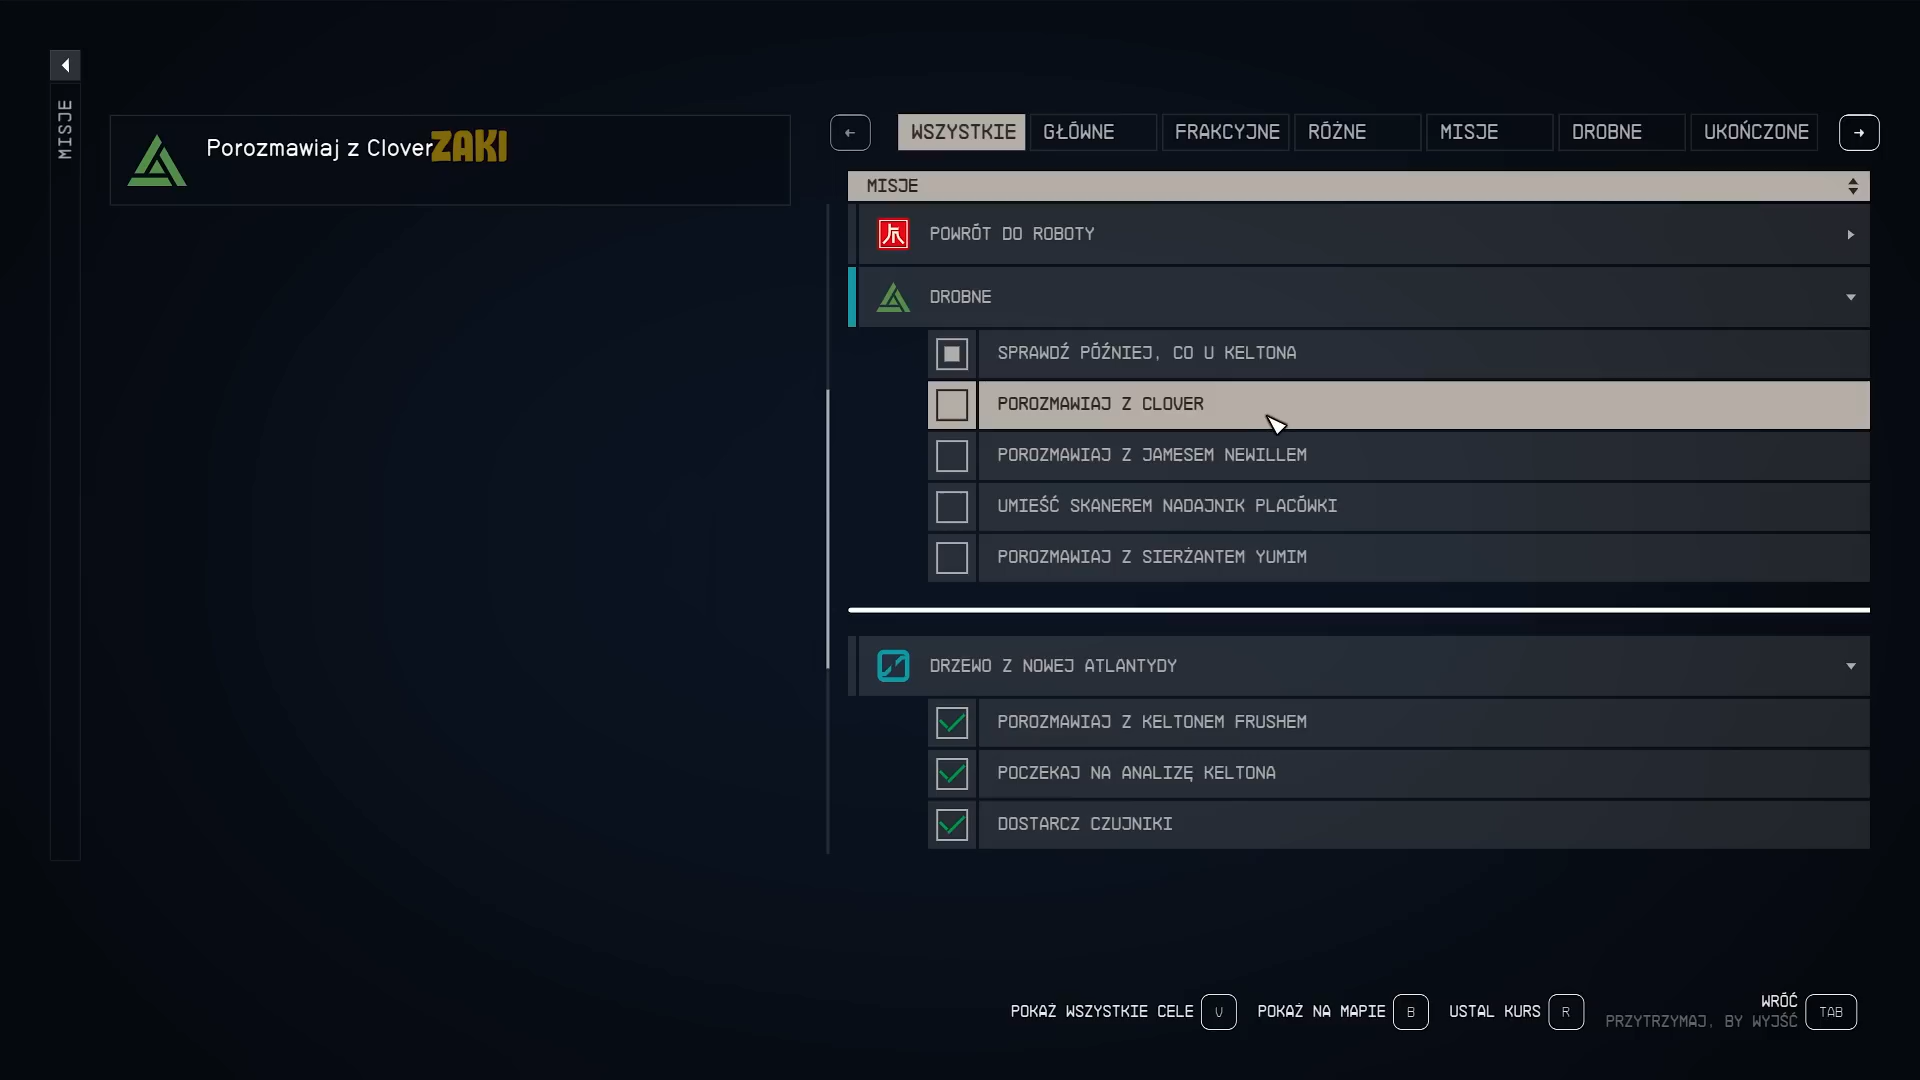 MISJE
Porozmawiaj z Clover
ZAKI
WSZYSTKIE
GŁÓWNE
FRAKCYJNE
RÓŻNE
MISJE
DROBNE
UKOŃCZONE
MISJE
POWRÓT DO ROBOTY
DROBNE
SPRAWDŹ PÓŹNIEJ, CO U KELTONA
POROZMAWIAJ Z CLOVER
POROZMAWIAJ Z JAMESEM NEWILLEM
UMIEŚĆ SKANEREM NADAJNIK PLACÓWKI
POROZMAWIAJ Z SIERŻANTEM YUMIM
DRZEWO Z NOWEJ ATLANTYDY
POROZMAWIAJ Z KELTONEM FRUSHEM
POCZEKAJ NA ANALIZĘ KELTONA
DOSTARCZ CZUJNIKI
POKAŻ WSZYSTKIE CELE V
POKAŻ NA MAPIE B
USTAL KURS R
WRÓĆ
PRZYTRZYMAJ, BY WYJŚĆ
TAB